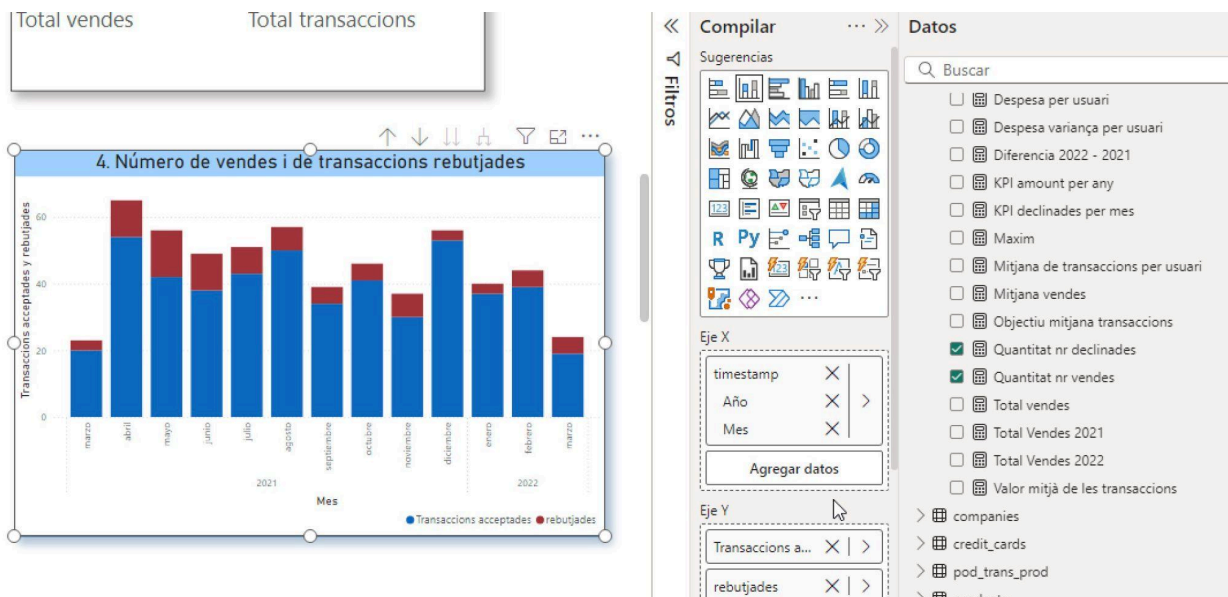 Total vendes
Total transaccions
4. Número de vendes i de transaccions rebutjades
Transaccions acceptades y rebutjades
60
40
20
0
marzo
abril
mayo
junio
julio
agosto
septiembre
octubre
noviembre
diciembre
enero
febrero
marzo
2021
2022
Mes
Transaccions acceptades
rebutjades
Filtros
Compilar
Sugerencias
123
R
Py
123
Eje X
timestamp
Año
Mes
Agregar datos
Eje Y
Transaccions a...
rebutjades
Datos
Buscar
Despesa per usuari
Despesa variança per usuari
Diferencia 2022 - 2021
KPI amount per any
KPI declinades per mes
Maxim
Mitjana de transaccions per usuari
Mitjana vendes
Objectiu mitjana transaccions
Quantitat nr declinades
Quantitat nr vendes
Total vendes
Total Vendes 2021
Total Vendes 2022
Valor mitjà de les transaccions
companies
credit_cards
pod_trans_prod